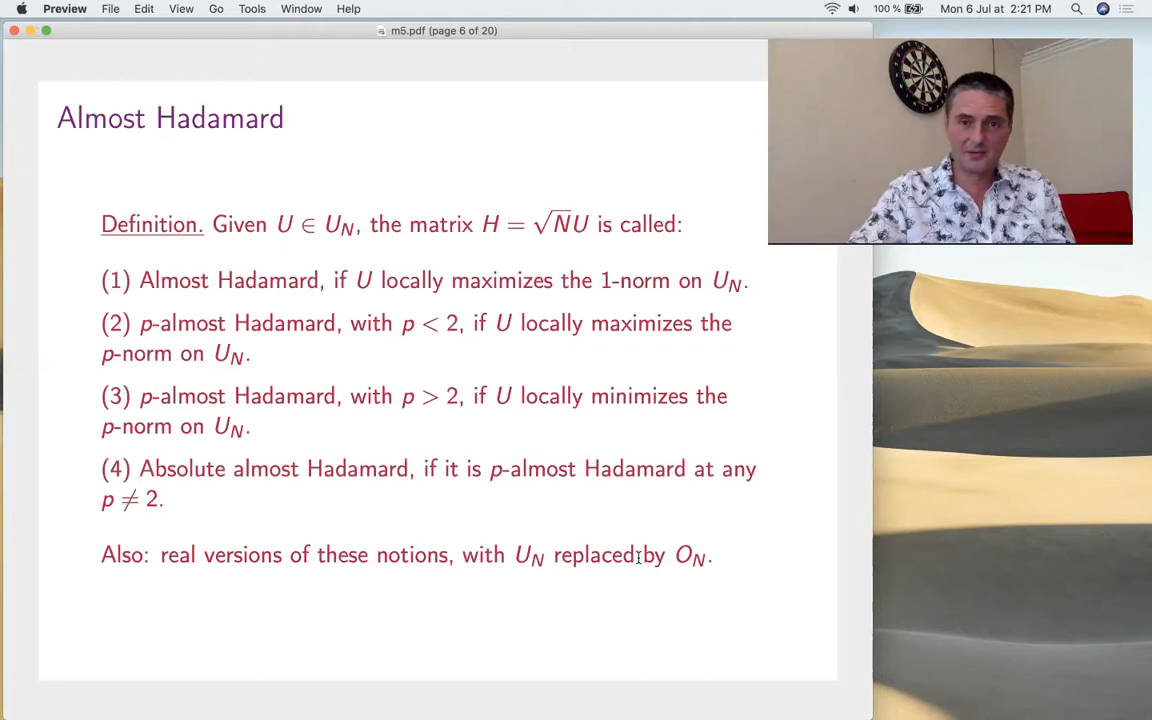 Preview File Edit View Go Tools Window Help 100 % Mon 6 Jul at 2:21 PM
m5.pdf (page 6 of 20)
Almost Hadamard
Definition. Given U ∈ U_N, the matrix H = √N U is called:
(1) Almost Hadamard, if U locally maximizes the 1-norm on U_N.
(2) p-almost Hadamard, with p < 2, if U locally maximizes the
p-norm on U_N.
(3) p-almost Hadamard, with p > 2, if U locally minimizes the
p-norm on U_N.
(4) Absolute almost Hadamard, if it is p-almost Hadamard at any
p ≠ 2.
Also: real versions of these notions, with U_N replaced by O_N.